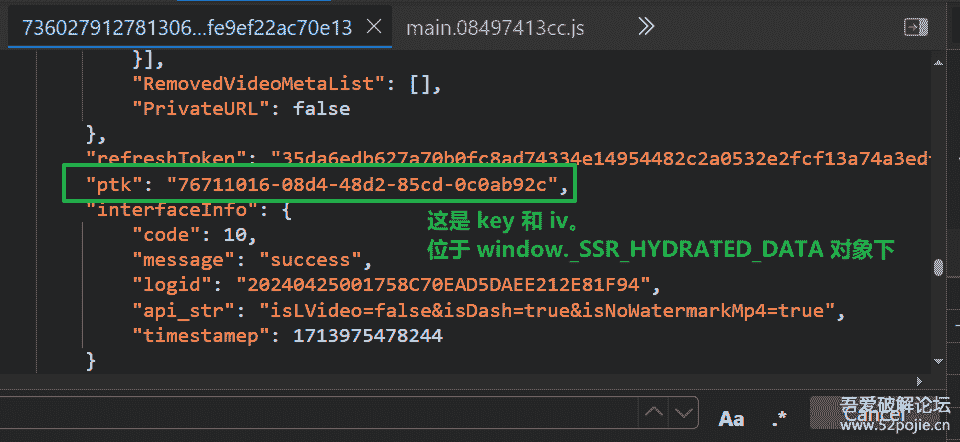 736027912781306...fe9ef22ac70e13
main.08497413cc.js
}],
"RemovedVideoMetaList": [],
"PrivateURL": false
},
"refreshToken": "35da6edb627a70b0fc8ad74334e14954482c2a0532e2fcf13a74a3ed
"ptk": "76711016-08d4-48d2-85cd-0c0ab92c",
"interfaceInfo": {
"code": 10,
"message": "success",
"logid": "20240425001758C70EAD5DAEE212E81F94",
"api_str": "isLVideo=false&isDash=true&isNoWatermarkMp4=true",
"timestamep": 1713975478244
}
这是 key 和 iv。
位于 window._SSR_HYDRATED_DATA 对象下
Aa
.*
Cancel
吾爱破解论坛
www.52pojie.cn